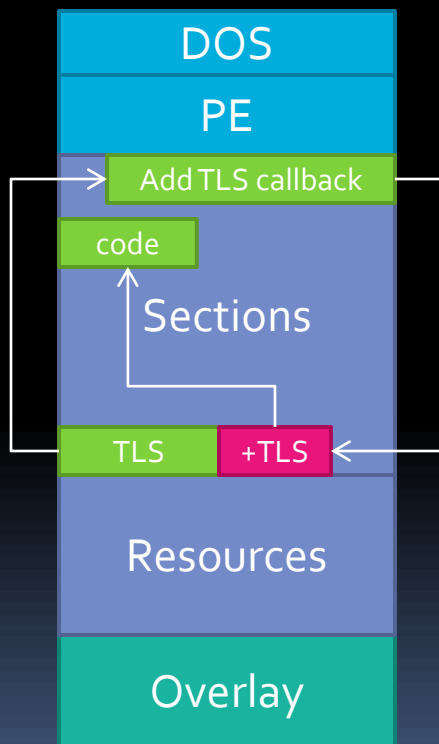 DOS
PE
Add TLS callback
code
Sections
TLS +TLS
Resources
Overlay